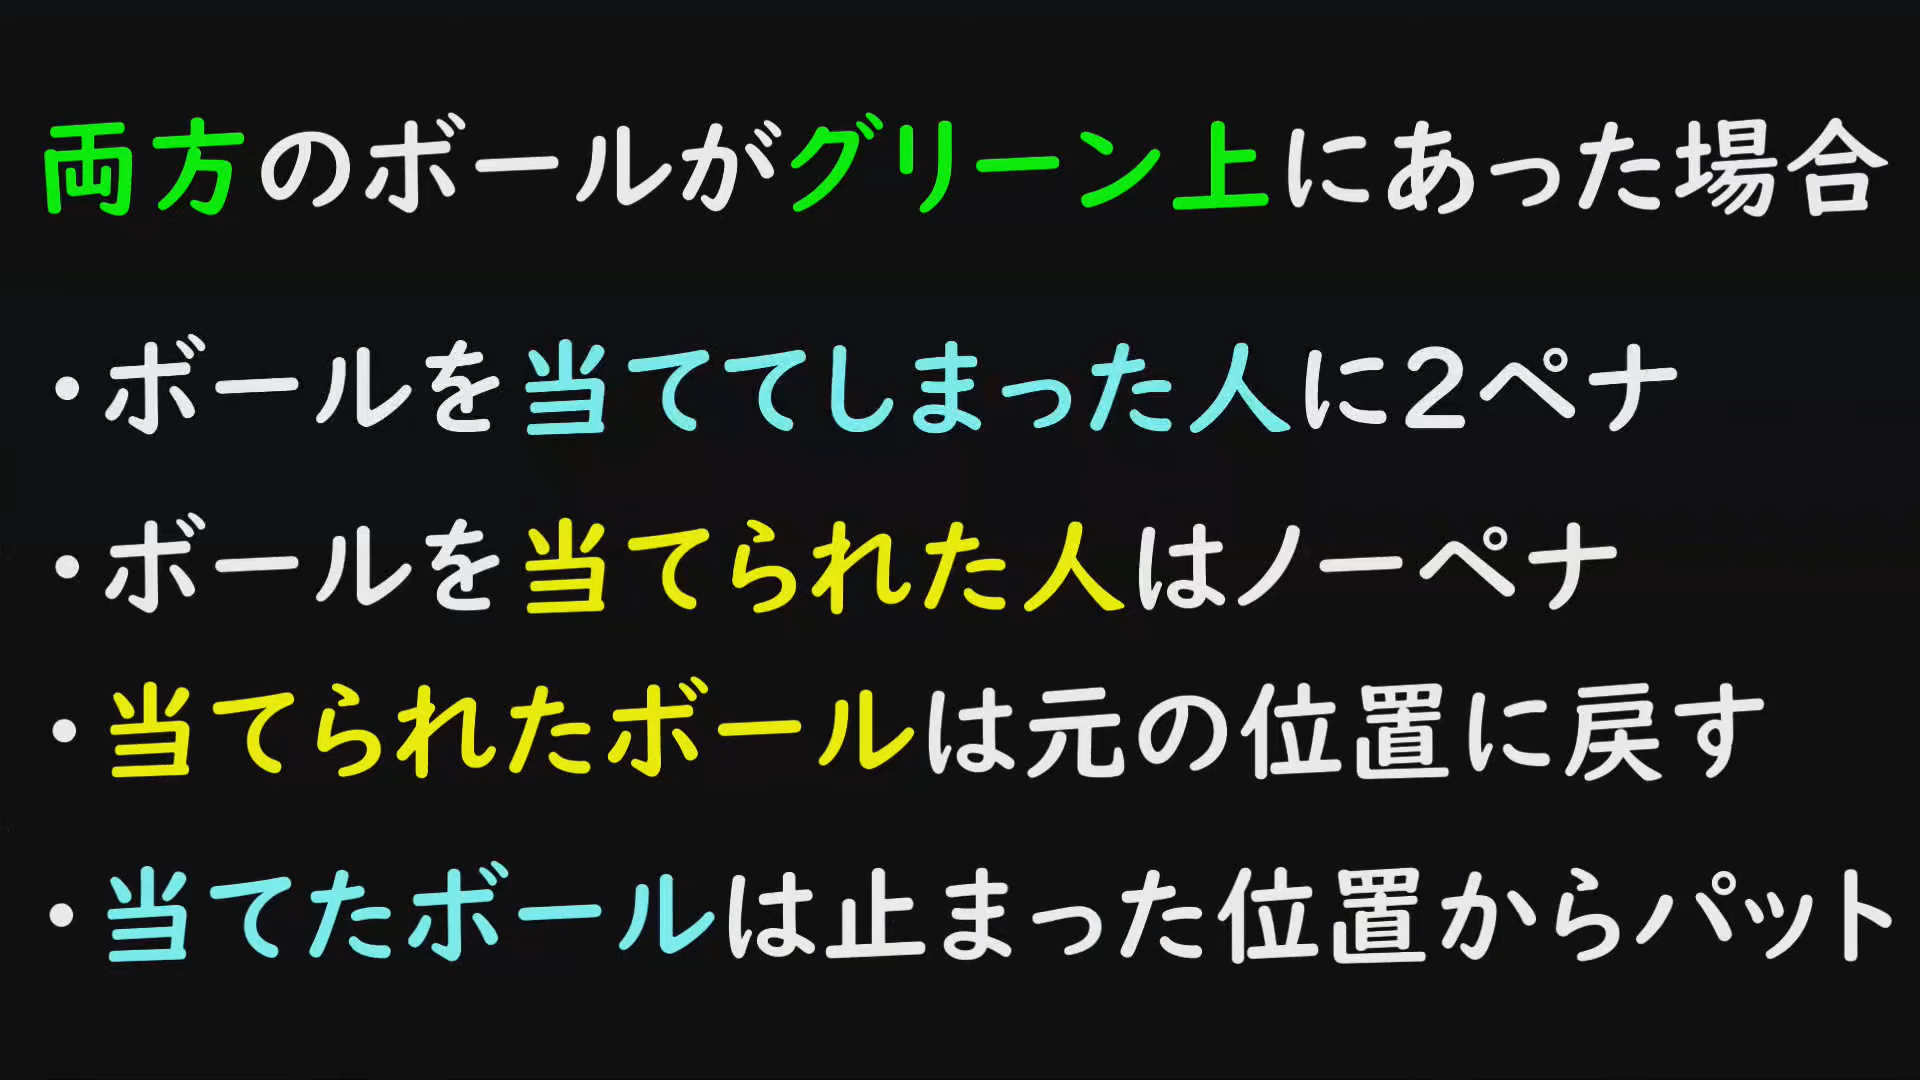 両方のボールがグリーン上にあった場合
・ボールを当ててしまった人に2ペナ
・ボールを当てられた人はノーペナ
・当てられたボールは元の位置に戻す
・当てたボールは止まった位置からパット